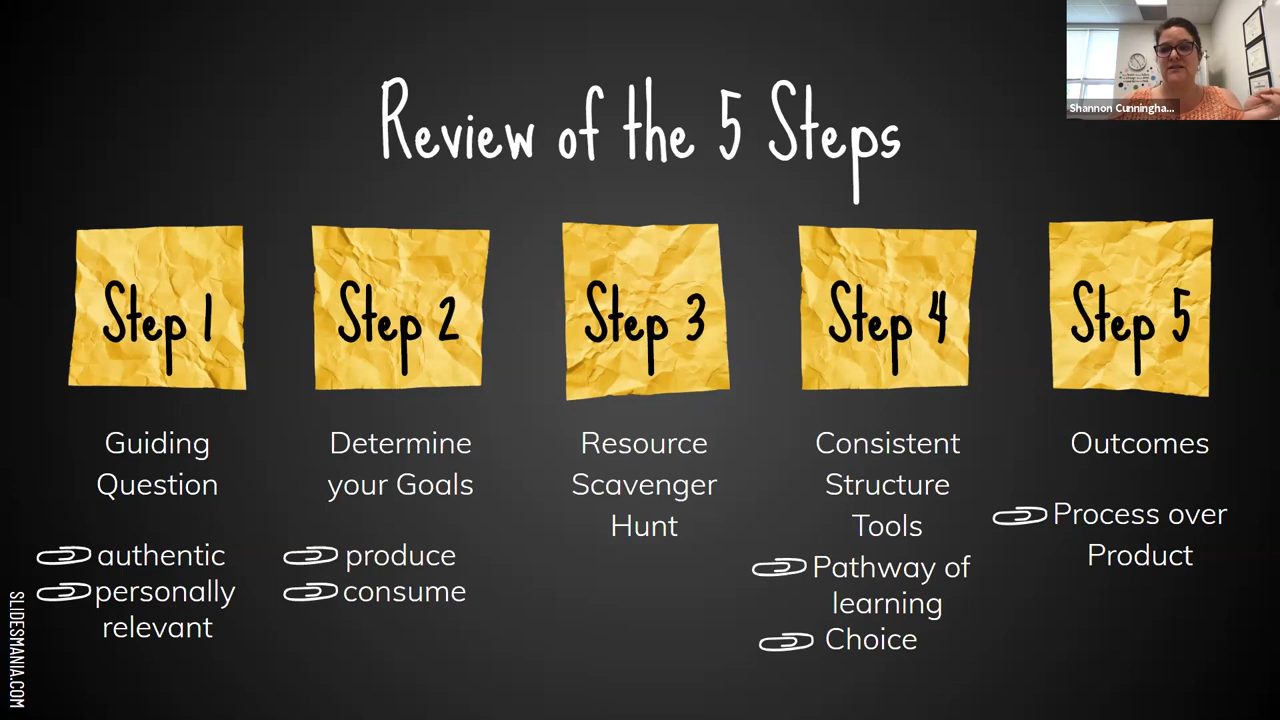 Shannon Cunningha...
Review of the 5 Steps
Step 1
Guiding
Question
authentic
personally
relevant
Step 2
Determine
your Goals
produce
consume
Step 3
Resource
Scavenger
Hunt
Step 4
Consistent
Structure
Tools
Pathway of
learning
Choice
Step 5
Outcomes
Process over
Product
SLIDESMANIA.COM